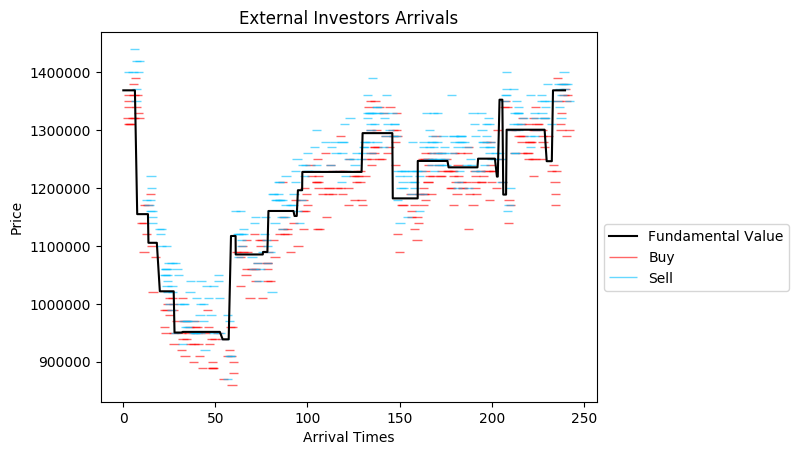 External Investors Arrivals
1400000
1300000
1200000
1100000
1000000
900000
Price
0 50 100 150 200 250
Arrival Times
Fundamental Value
Buy
Sell